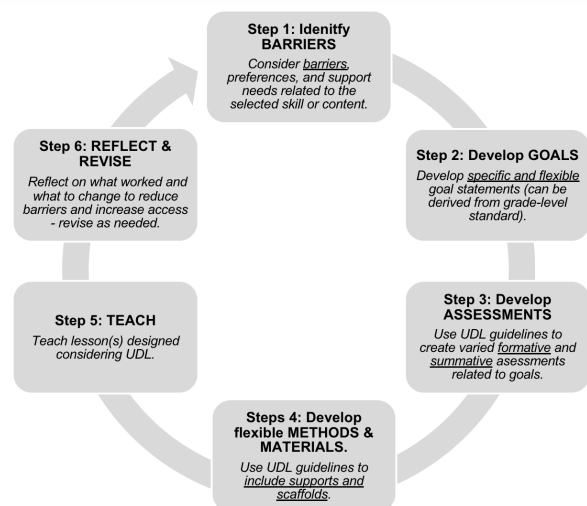 Step 1: Idenitfy
BARRIERS
Consider barriers,
preferences, and support
needs related to the
selected skill or content.
Step 2: Develop GOALS
Develop specific and flexible
goal statements (can be
derived from grade-level
standard).
Step 3: Develop
ASSESSMENTS
Use UDL guidelines to
create varied formative and
summative asessments
related to goals.
Steps 4: Develop
flexible METHODS &
MATERIALS.
Use UDL guidelines to
include supports and
scaffolds.
Step 5: TEACH
Teach lesson(s) designed
considering UDL.
Step 6: REFLECT &
REVISE
Reflect on what worked and
what to change to reduce
barriers and increase access
- revise as needed.